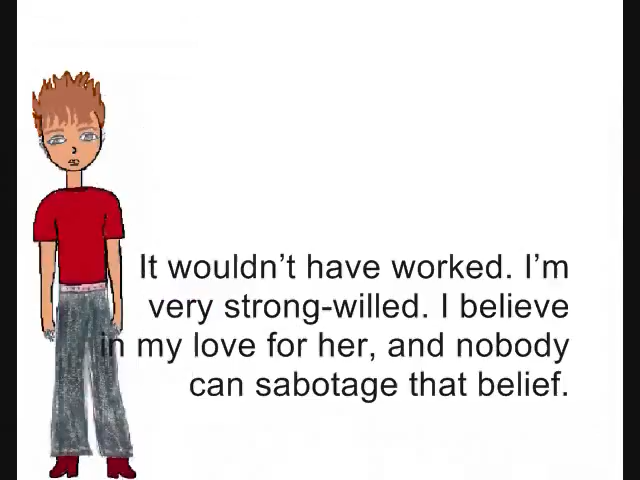 It wouldn’t have worked. I’m
very strong-willed. I believe
in my love for her, and nobody
can sabotage that belief.